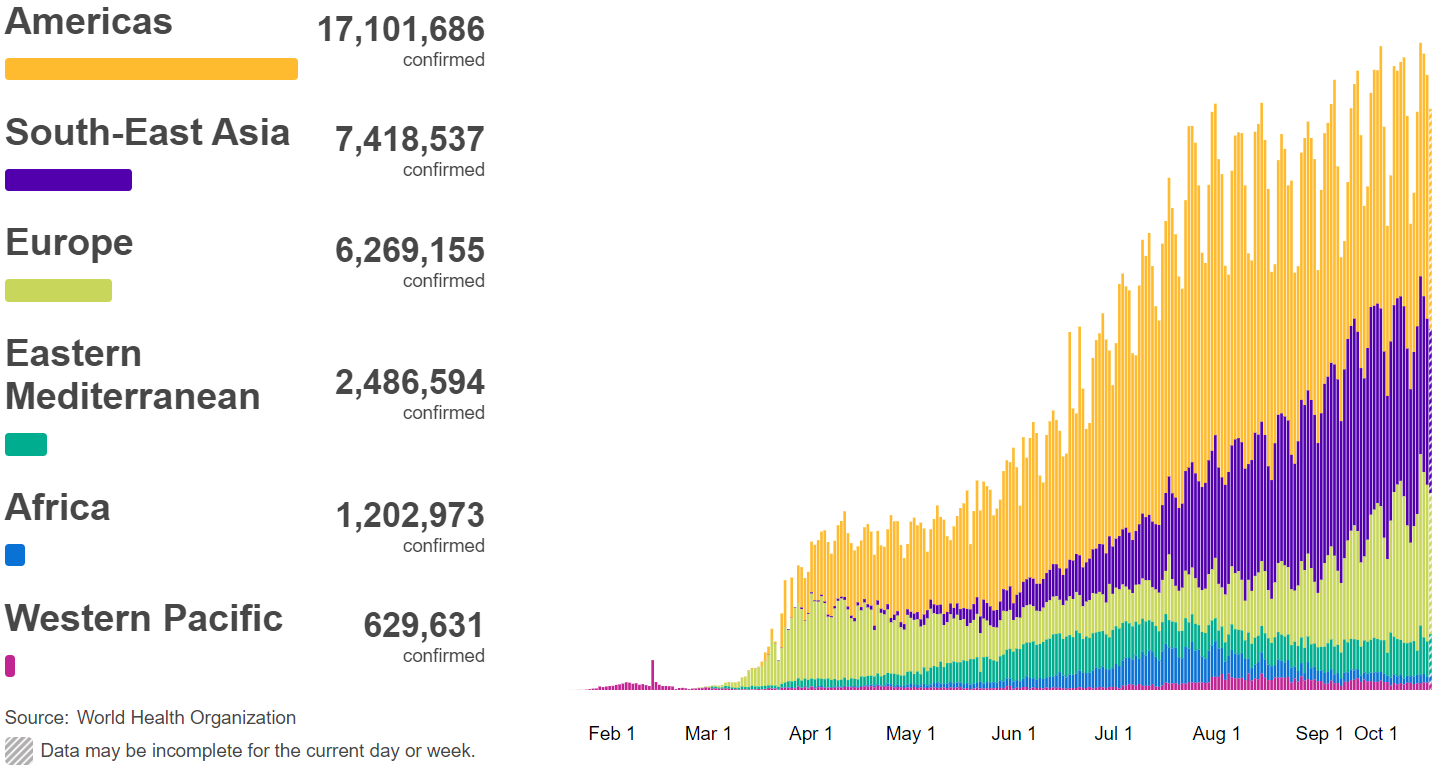 Americas
17,101,686
confirmed
South-East Asia
7,418,537
confirmed
Europe
6,269,155
confirmed
Eastern
Mediterranean
2,486,594
confirmed
Africa
1,202,973
confirmed
Western Pacific
629,631
confirmed
Source: World Health Organization
Data may be incomplete for the current day or week.
Feb 1 Mar 1 Apr 1 May 1 Jun 1 Jul 1 Aug 1 Sep 1 Oct 1